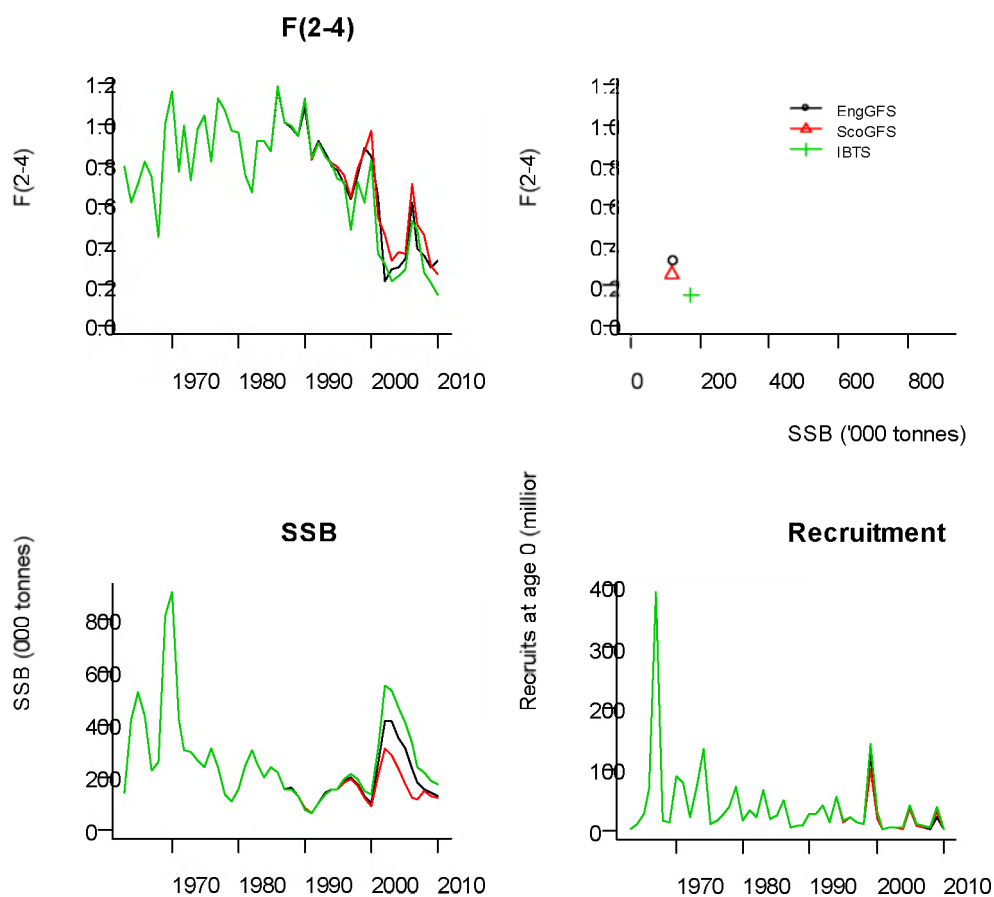 F(2-4)
F(2-4)
1.2
1.0
0.8
0.6
0.4
0.2
0.0
1970 1980 1990 2000 2010
F(2-4)
1.2
1.0
0.8
0.6
0.4
0.2
0.0
EngGFS
ScoGFS
IBTS
0 200 400 600 800
SSB ('000 tonnes)
SSB
SSB (000 tonnes)
800
600
400
200
0
1970 1980 1990 2000 2010
Recruitment
Recruits at age 0 (millior
400
300
200
100
0
1970 1980 1990 2000 2010